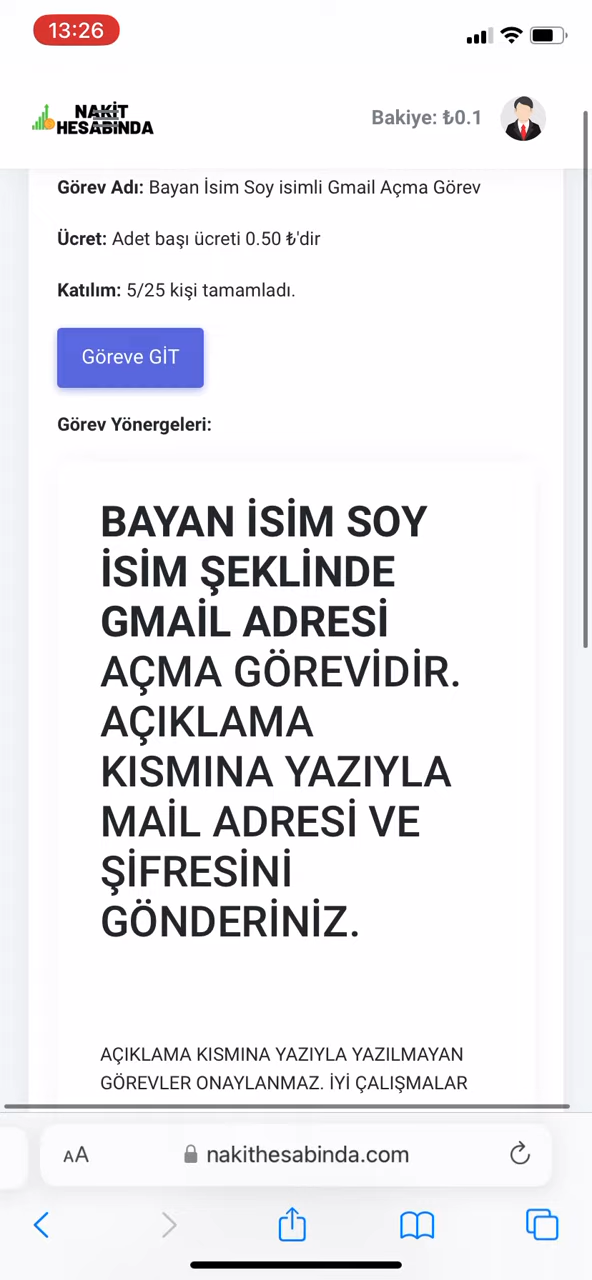 13:26
NAKİT
HESABINDA
Bakiye: ₺0.1
Görev Adı: Bayan İsim Soy isimli Gmail Açma Görev
Ücret: Adet başı ücreti 0.50 ₺'dir
Katılım: 5/25 kişi tamamladı.
Göreve GİT
Görev Yönergeleri:
BAYAN İSİM SOY
İSİM ŞEKLİNDE
GMAİL ADRESİ
AÇMA GÖREVİDİR.
AÇIKLAMA
KISMINA YAZIYLA
MAİL ADRESİ VE
ŞİFRESİNİ
GÖNDERİNİZ.
AÇIKLAMA KISMINA YAZIYLA YAZILMAYAN
GÖREVLER ONAYLANMAZ. İYİ ÇALIŞMALAR
AA nakithesabinda.com